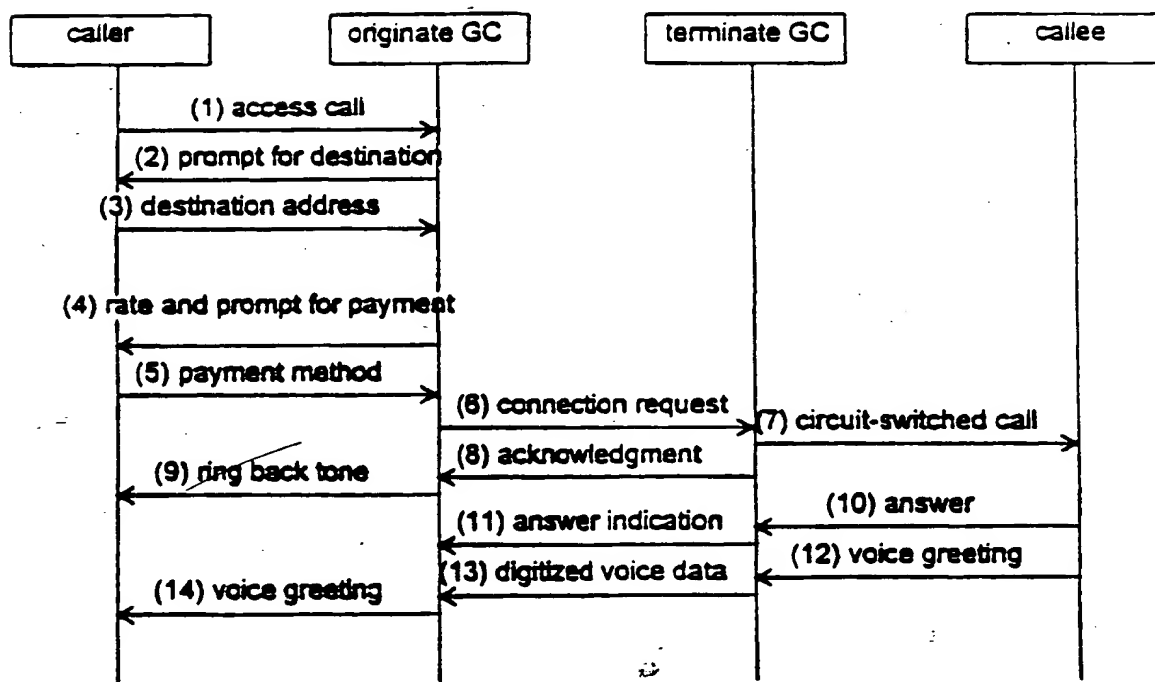 caller
originate GC
terminate GC
callee
(1) access call
(2) prompt for destination
(3) destination address
(4) rate and prompt for payment
(5) payment method
(6) connection request
(7) circuit-switched call
(8) acknowledgment
(9) ring back tone
(10) answer
(11) answer indication
(12) voice greeting
(13) digitized voice data
(14) voice greeting